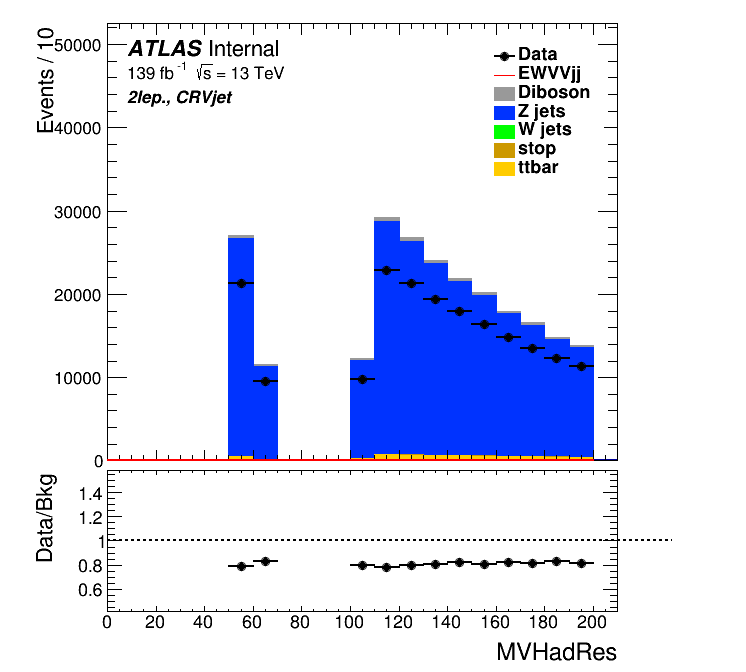 Events / 10
50000
40000
30000
20000
10000
0
ATLAS Internal
139 fb-1 √s = 13 TeV
2lep., CRVjet
Data
EWVVjj
Diboson
Z jets
W jets
stop
ttbar
Data/Bkg
1.4
1.2
1
0.8
0.6
0 20 40 60 80 100 120 140 160 180 200
MVHadRes